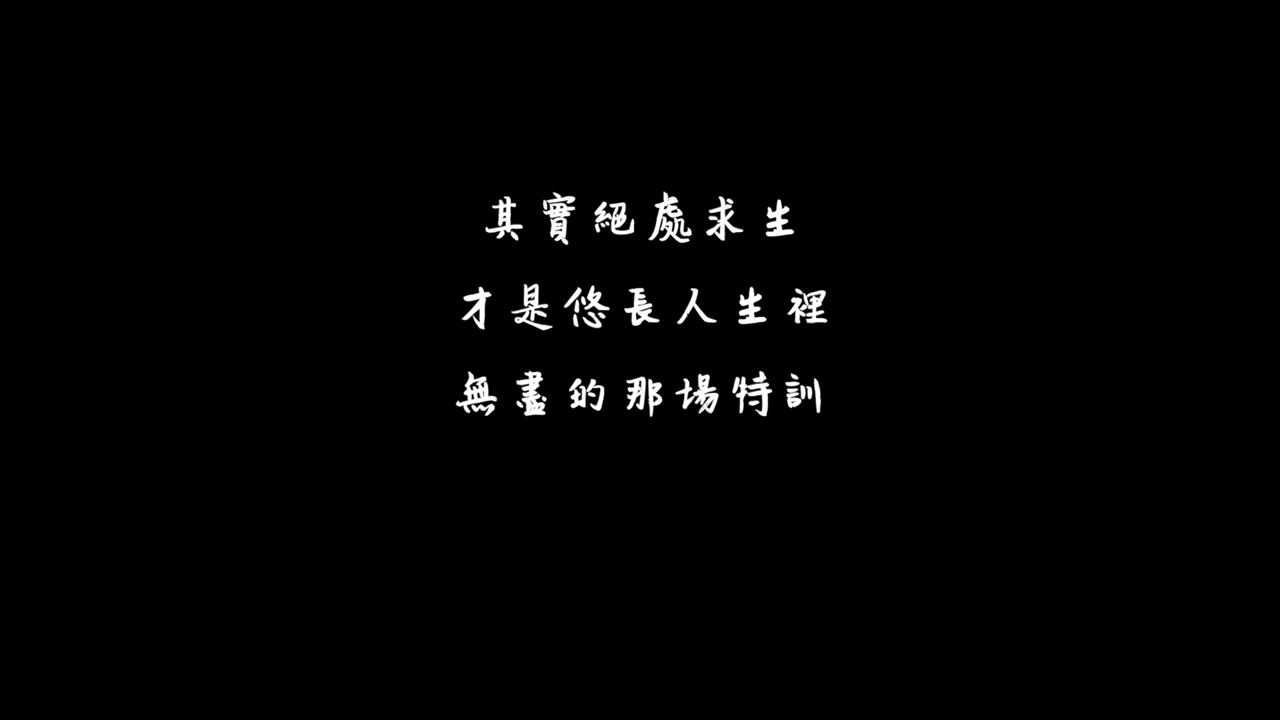 其實絕處求生
才是悠長人生裡
無盡的那場特訓